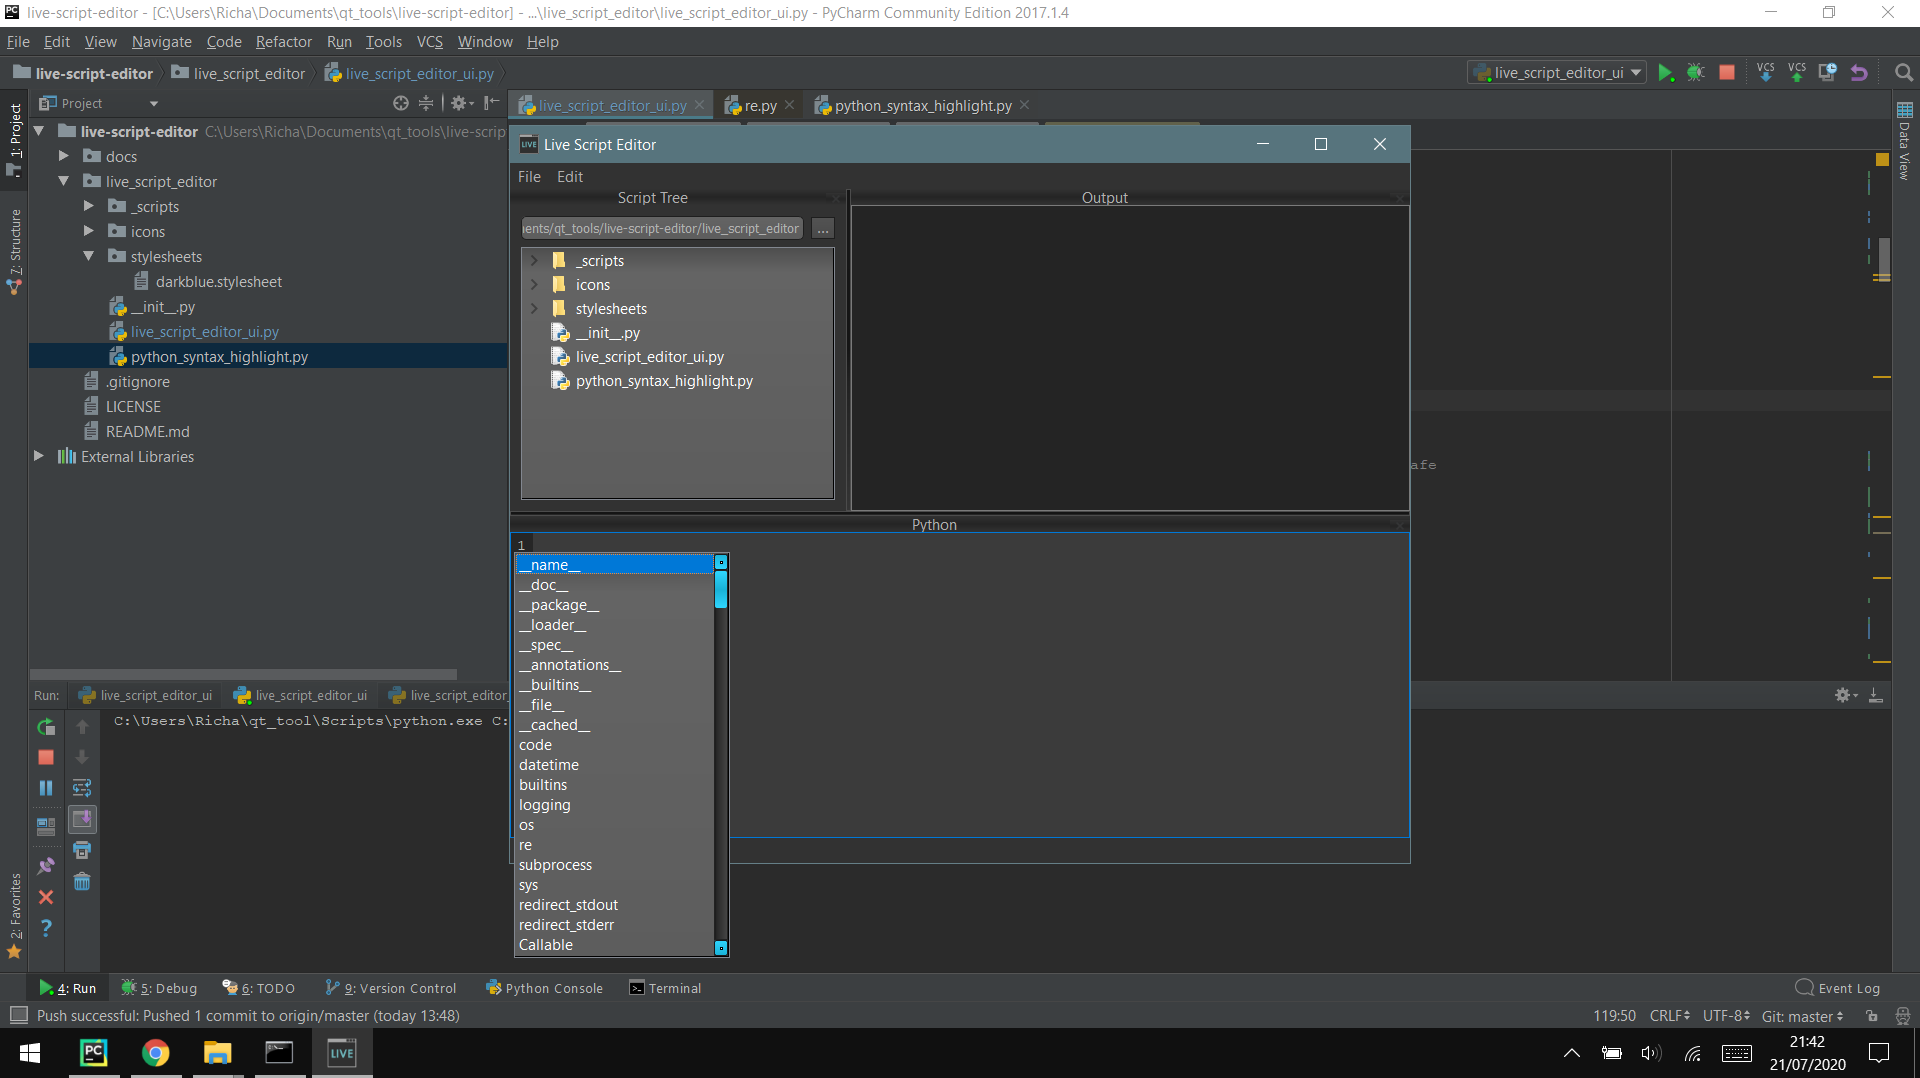 PC live-script-editor - [C:\Users\Richa\Documents\qt_tools\live-script-editor] - ...\live_script_editor\live_script_editor_ui.py - PyCharm Community Edition 2017.1.4
File Edit View Navigate Code Refactor Run Tools VCS Window Help
live-script-editor live_script_editor live_script_editor_ui.py
live_script_editor_ui VCS VCS
Project
live_script_editor_ui.py re.py python_syntax_highlight.py
1: Project
7: Structure
2: Favorites
Data View
live-script-editor C:\Users\Richa\Documents\qt_tools\live-scrip
docs
live_script_editor
_scripts
icons
stylesheets
darkblue.stylesheet
__init__.py
live_script_editor_ui.py
python_syntax_highlight.py
.gitignore
LICENSE
README.md
External Libraries
LIVE Live Script Editor
File Edit
Script Tree
Output
ents/qt_tools/live-script-editor/live_script_editor ...
_scripts
icons
stylesheets
__init__.py
live_script_editor_ui.py
python_syntax_highlight.py
afe
Python
1
__name__
__doc__
__package__
__loader__
__spec__
__annotations__
__builtins__
__file__
__cached__
code
datetime
builtins
logging
os
re
subprocess
sys
redirect_stdout
redirect_stderr
Callable
Run: live_script_editor_ui live_script_editor_ui live_script_editor_
C:\Users\Richa\qt_tool\Scripts\python.exe C:
4: Run 5: Debug 6: TODO 9: Version Control Python Console Terminal Event Log
Push successful: Pushed 1 commit to origin/master (today 13:48)
119:50 CRLF UTF-8 Git: master
PC LIVE
21:42
21/07/2020